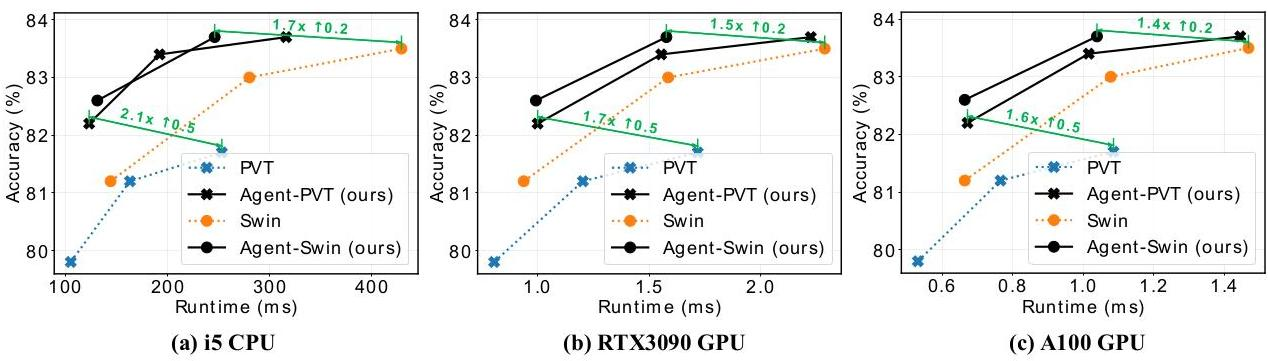 Accuracy (%)
84
83
82
81
80
1.7x ↑0.2
2.1x ↑0.5
PVT
Agent-PVT (ours)
Swin
Agent-Swin (ours)
100 200 300 400
Runtime (ms)
(a) i5 CPU
Accuracy (%)
84
83
82
81
80
1.5x ↑0.2
1.7x ↑0.5
PVT
Agent-PVT (ours)
Swin
Agent-Swin (ours)
1.0 1.5 2.0
Runtime (ms)
(b) RTX3090 GPU
Accuracy (%)
84
83
82
81
80
1.4x ↑0.2
1.6x ↑0.5
PVT
Agent-PVT (ours)
Swin
Agent-Swin (ours)
0.6 0.8 1.0 1.2 1.4
Runtime (ms)
(c) A100 GPU